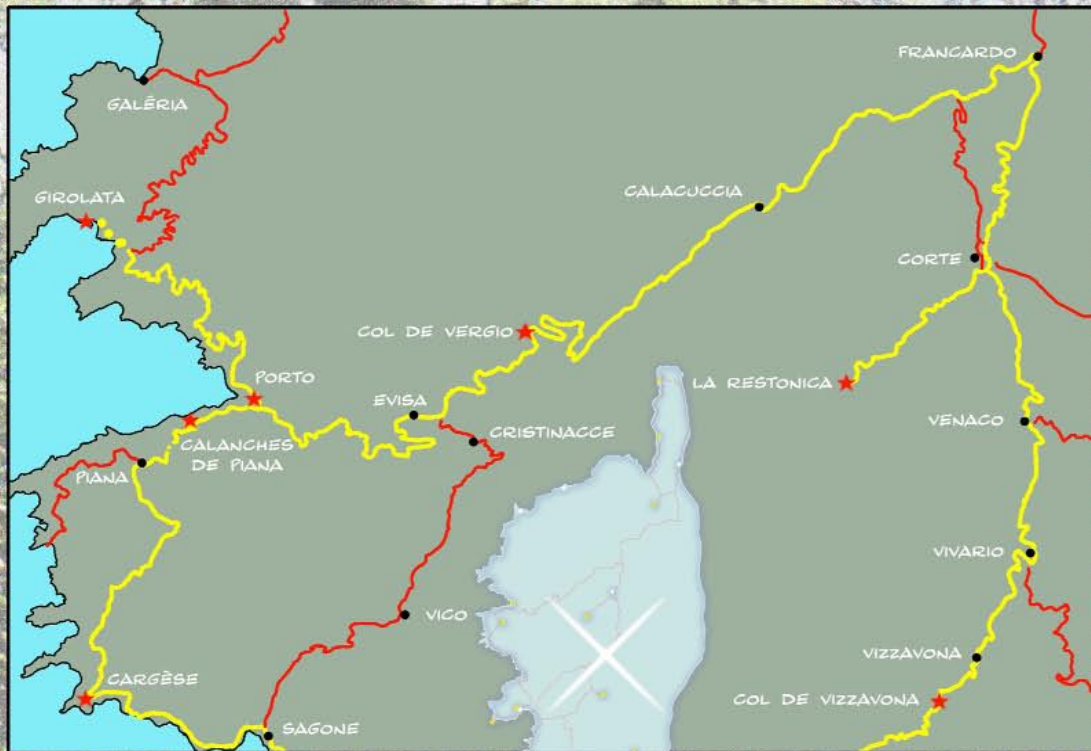 FRANCARDO
GALÉRIA
GIROLATA
CALACUCCIA
CORTE
COL DE VERGIO
LA RESTONICA
PORTO
EVISA
CALANCHES
DE PIANA
CRISTINACCE
VENACO
PIANA
VIVARIO
VICO
VIZZAVONA
CARGÈSE
COL DE VIZZAVONA
SAGONE